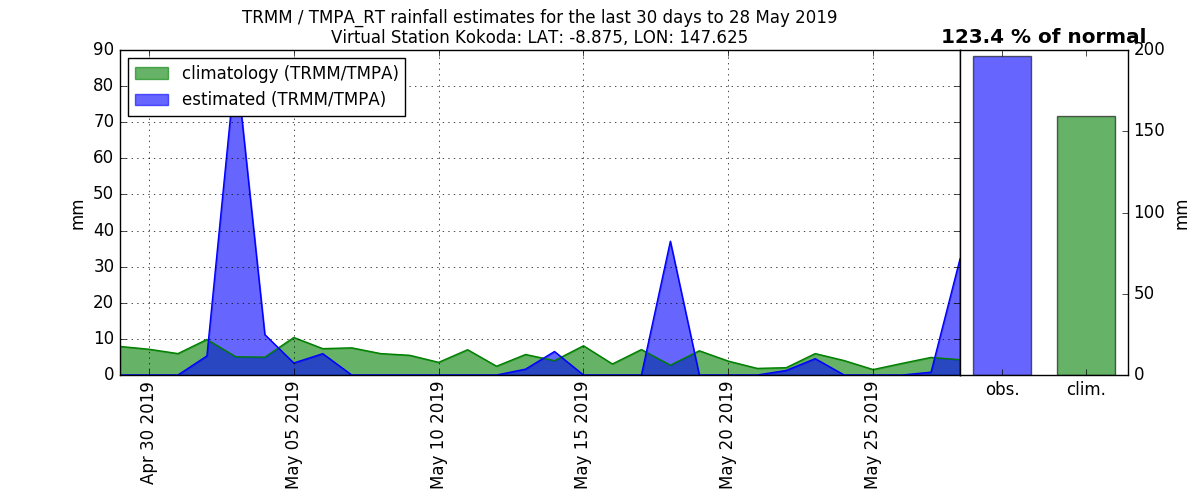 TRMM / TMPA_RT rainfall estimates for the last 30 days to 28 May 2019
Virtual Station Kokoda: LAT: -8.875, LON: 147.625
123.4 % of normal
climatology (TRMM/TMPA)
estimated (TRMM/TMPA)
90
80
70
60
50
40
30
20
10
0
mm
Apr 30 2019
May 05 2019
May 10 2019
May 15 2019
May 20 2019
May 25 2019
200
150
100
50
0
mm
obs.
clim.